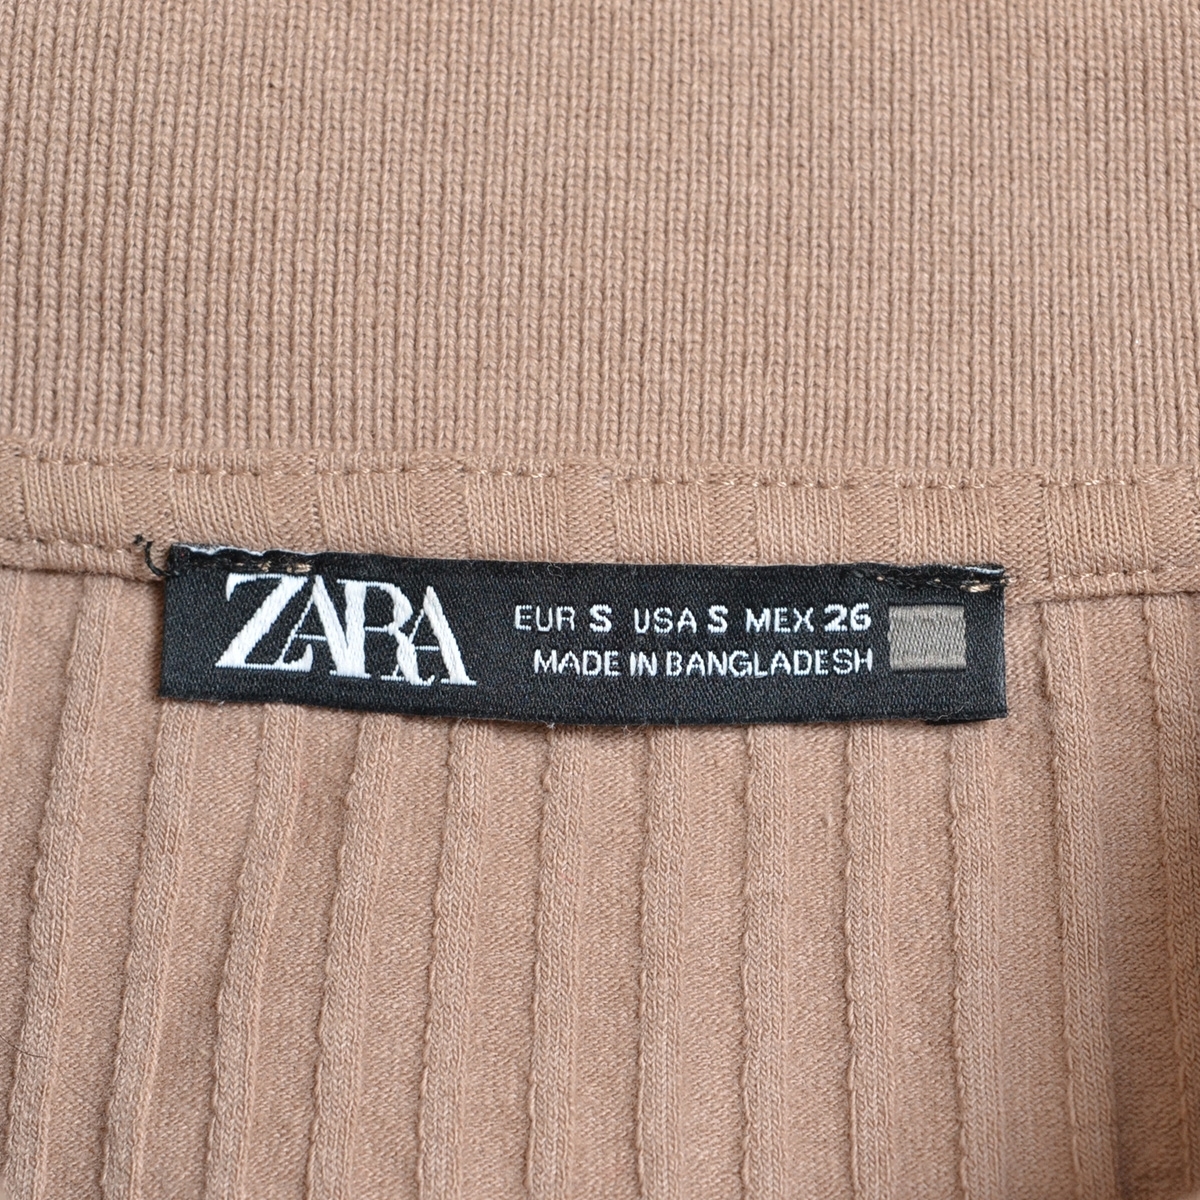 ZARA
EUR S USA S MEX 26
MADE IN BANGLADESH